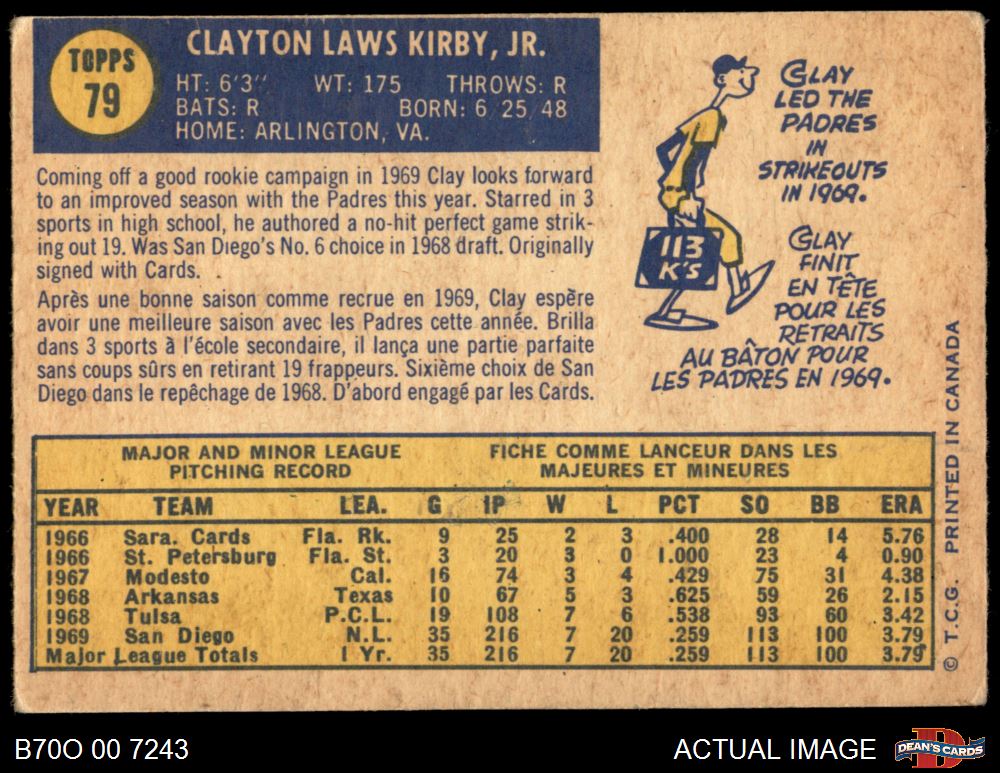 TOPPS
79
CLAYTON LAWS KIRBY, JR.
HT: 6'3" WT: 175 THROWS: R
BATS: R BORN: 6 25 48
HOME: ARLINGTON, VA.
Coming off a good rookie campaign in 1969 Clay looks forward
to an improved season with the Padres this year. Starred in 3
sports in high school, he authored a no-hit perfect game strik-
ing out 19. Was San Diego's No. 6 choice in 1968 draft. Originally
signed with Cards.
Après une bonne saison comme recrue en 1969, Clay espère
avoir une meilleure saison avec les Padres cette année. Brilla
dans 3 sports à l'école secondaire, il lança une partie parfaite
sans coups sûrs en retirant 19 frappeurs. Sixième choix de San
Diego dans le repêchage de 1968. D'abord engagé par les Cards.
CLAY
LED THE
PADRES
IN
STRIKEOUTS
IN 1969.
113
K'S
CLAY
FINIT
EN TÊTE
POUR LES
RETRAITS
AU BÂTON POUR
LES PADRES EN 1969.
MAJOR AND MINOR LEAGUE
PITCHING RECORD
FICHE COMME LANCEUR DANS LES
MAJEURES ET MINEURES
YEAR TEAM LEA. G IP W L PCT SO BB ERA
1966 Sara. Cards Fla. Rk. 9 25 2 3 .400 28 14 5.76
1966 St. Petersburg Fla. St. 3 20 3 0 1.000 23 4 0.90
1967 Modesto Cal. 16 74 3 4 .429 75 31 4.38
1968 Arkansas Texas 10 67 5 3 .625 59 26 2.15
1968 Tulsa P.C.L. 19 108 7 6 .538 93 60 3.42
1969 San Diego N.L. 35 216 7 20 .259 113 100 3.79
Major League Totals 1 Yr. 35 216 7 20 .259 113 100 3.79
© T.C.G. PRINTED IN CANADA
B70O 00 7243
ACTUAL IMAGE
D
DEAN'S CARDS